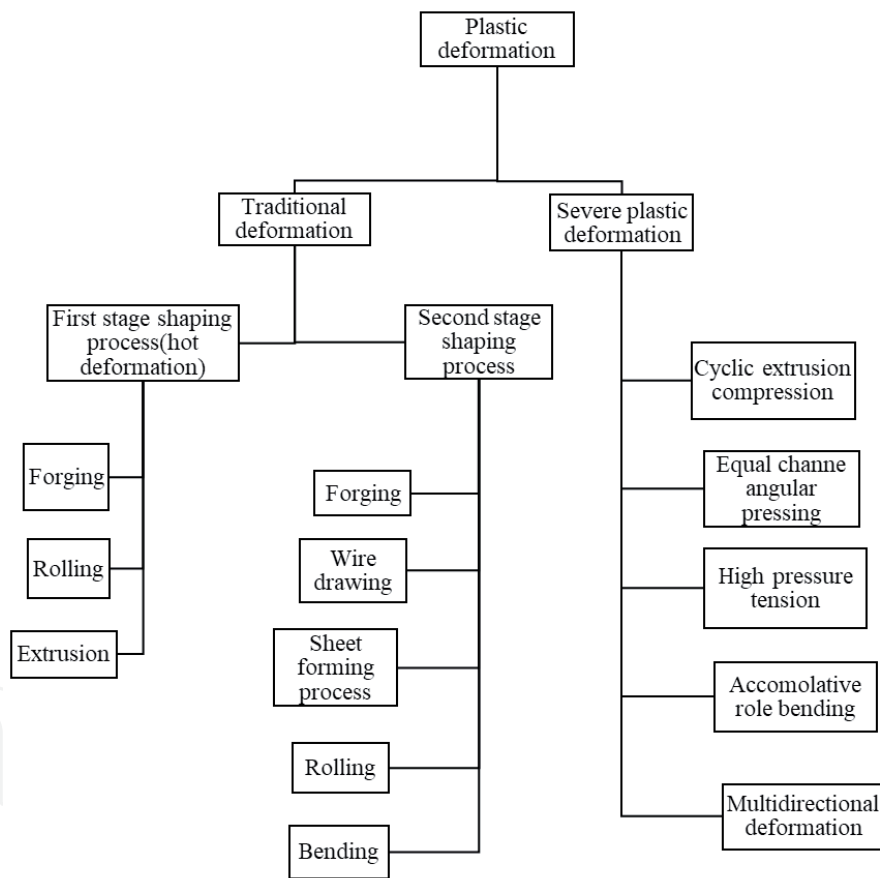 Plastic
deformation
Traditional
deformation
Severe plastic
deformation
First stage shaping
process(hot
deformation)
Second stage
shaping
process
Forging
Rolling
Extrusion
Forging
Wire
drawing
Sheet
forming
process
Rolling
Bending
Cyclic extrusion
compression
Equal channe
angular
pressing
High pressure
tension
Accomolative
role bending
Multidirectional
deformation